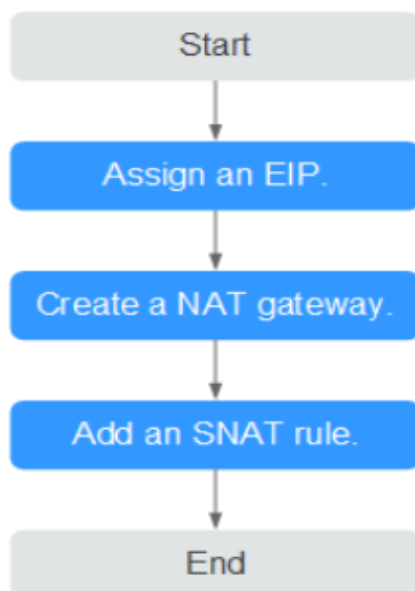 Start
Assign an EIP.
Create a NAT gateway.
Add an SNAT rule.
End